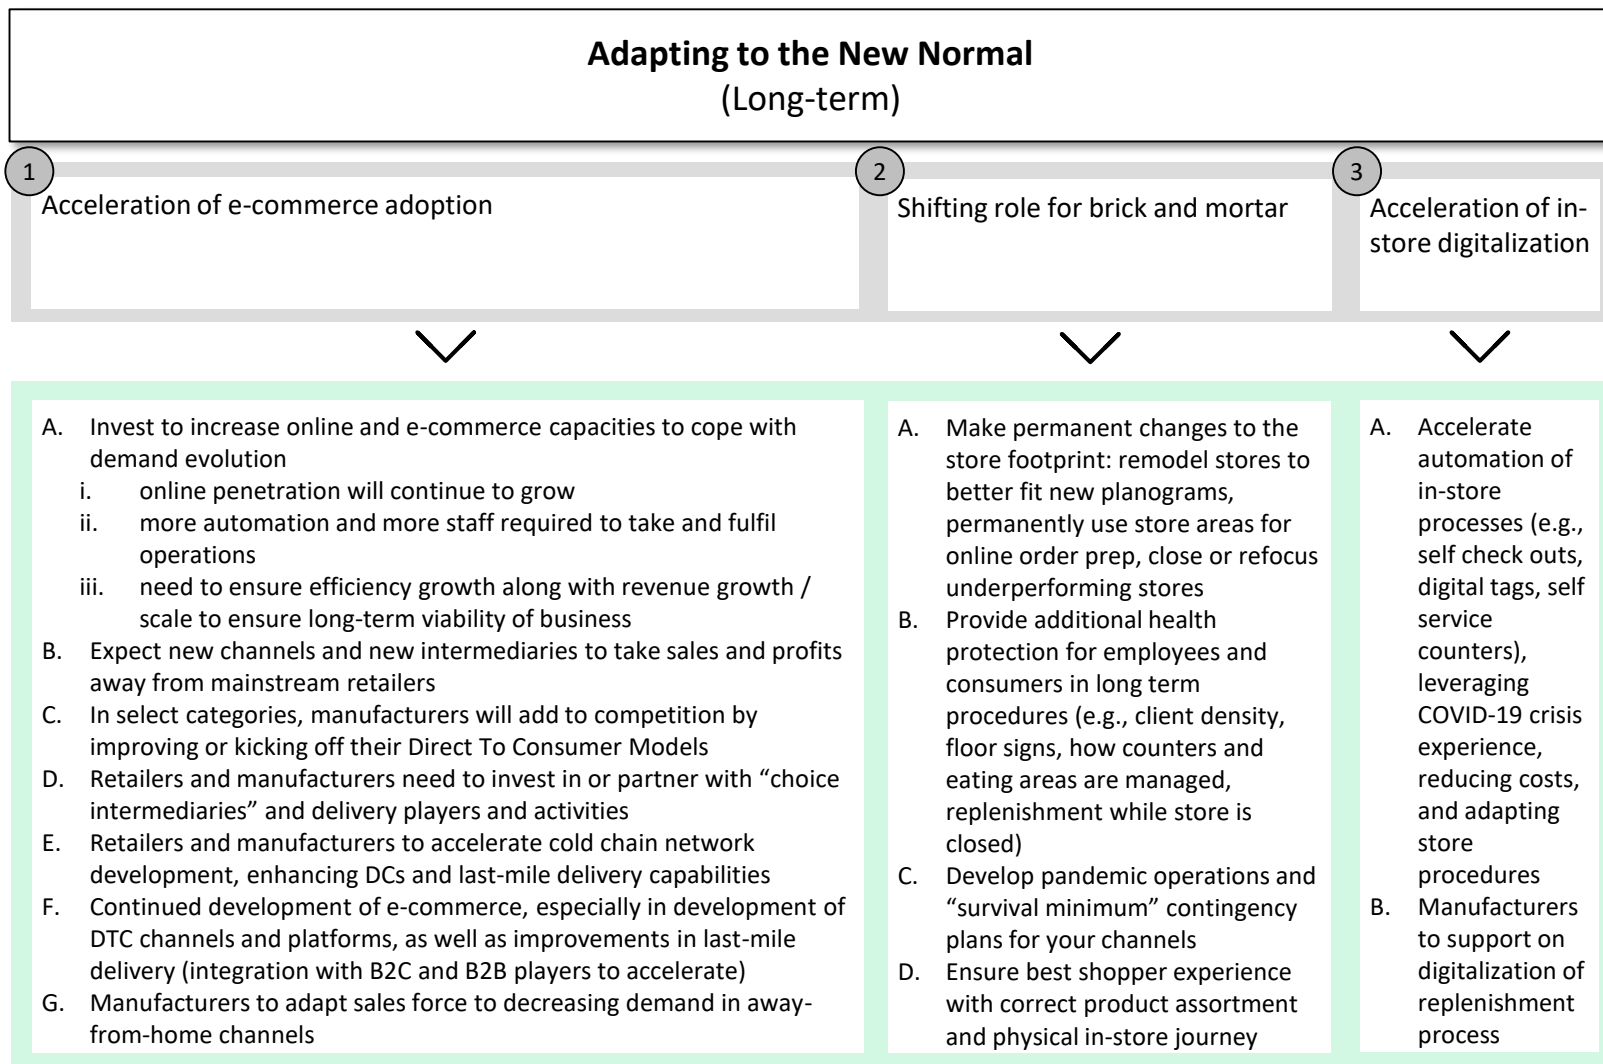 Adapting to the New Normal
(Long-term)
1
Acceleration of e-commerce adoption
2
Shifting role for brick and mortar
3
Acceleration of in-
store digitalization
A. Invest to increase online and e-commerce capacities to cope with
demand evolution
i. online penetration will continue to grow
ii. more automation and more staff required to take and fulfil
operations
iii. need to ensure efficiency growth along with revenue growth /
scale to ensure long-term viability of business
B. Expect new channels and new intermediaries to take sales and profits
away from mainstream retailers
C. In select categories, manufacturers will add to competition by
improving or kicking off their Direct To Consumer Models
D. Retailers and manufacturers need to invest in or partner with “choice
intermediaries” and delivery players and activities
E. Retailers and manufacturers to accelerate cold chain network
development, enhancing DCs and last-mile delivery capabilities
F. Continued development of e-commerce, especially in development of
DTC channels and platforms, as well as improvements in last-mile
delivery (integration with B2C and B2B players to accelerate)
G. Manufacturers to adapt sales force to decreasing demand in away-
from-home channels
A. Make permanent changes to the
store footprint: remodel stores to
better fit new planograms,
permanently use store areas for
online order prep, close or refocus
underperforming stores
B. Provide additional health
protection for employees and
consumers in long term
procedures (e.g., client density,
floor signs, how counters and
eating areas are managed,
replenishment while store is
closed)
C. Develop pandemic operations and
“survival minimum” contingency
plans for your channels
D. Ensure best shopper experience
with correct product assortment
and physical in-store journey
A. Accelerate
automation of
in-store
processes (e.g.,
self check outs,
digital tags, self
service
counters),
leveraging
COVID-19 crisis
experience,
reducing costs,
and adapting
store
procedures
B. Manufacturers
to support on
digitalization of
replenishment
process